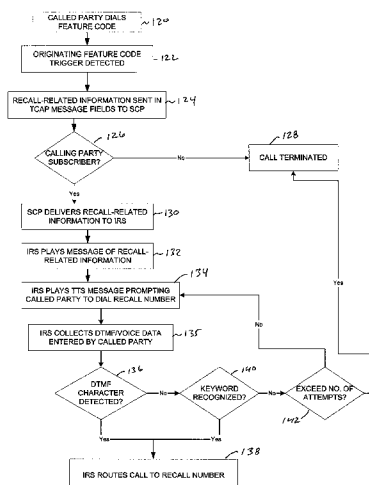 CALLED PARTY DIALS
FEATURE CODE
120
ORIGINATING FEATURE CODE
TRIGGER DETECTED
122
RECALL-RELATED INFORMATION SENT IN
TCAP MESSAGE FIELDS TO SCP
124
126
CALLING PARTY
SUBSCRIBER?
No
128
CALL TERMINATED
Yes
SCP DELIVERS RECALL-RELATED
INFORMATION TO IRS
130
IRS PLAYS MESSAGE OF RECALL-
RELATED INFORMATION
132
134
IRS PLAYS TTS MESSAGE PROMPTING
CALLED PARTY TO DIAL RECALL NUMBER
Yes
No
IRS COLLECTS DTMF/VOICE DATA
ENTERED BY CALLED PARTY
135
136
DTMF
CHARACTER
DETECTED?
No
140
KEYWORD
RECOGNIZED?
No
EXCEED NO. OF
ATTEMPTS?
142
Yes
Yes
138
IRS ROUTES CALL TO RECALL NUMBER